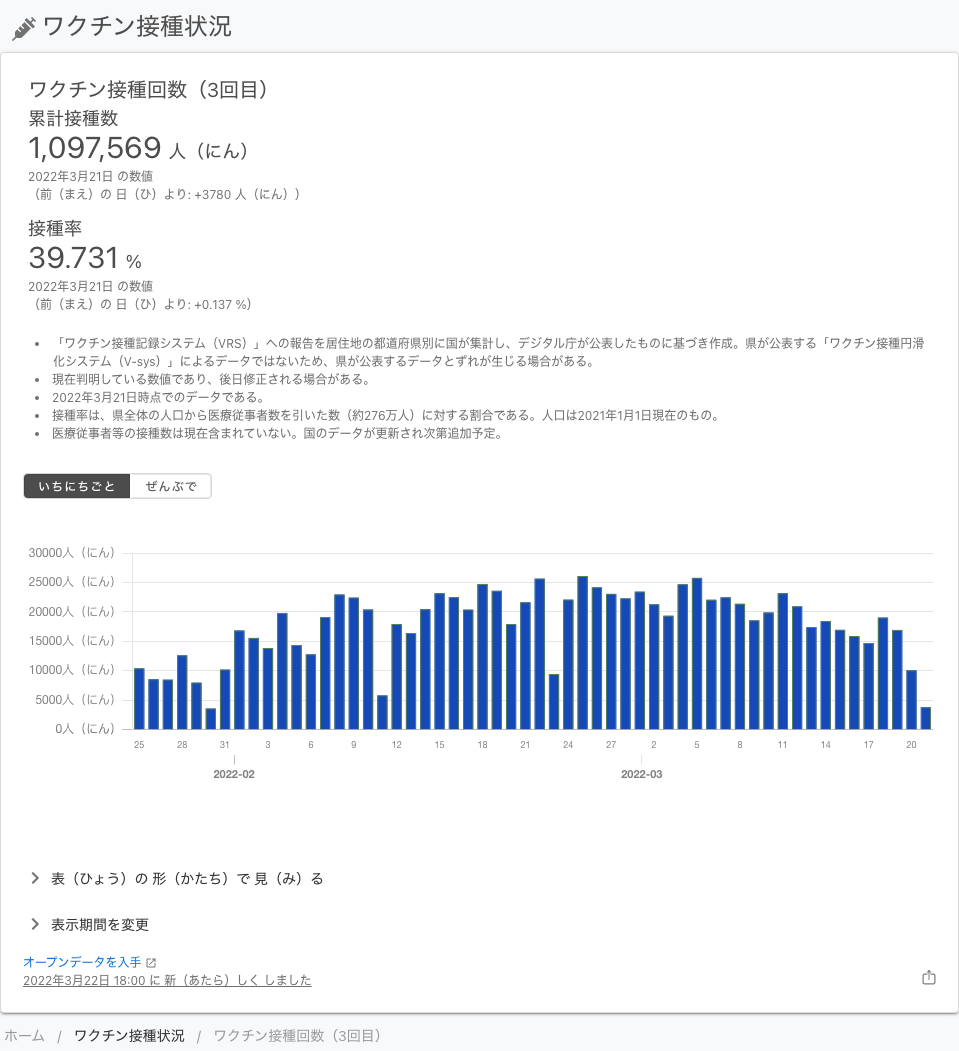 ワクチン接種状況
ワクチン接種回数（3回目）
累計接種数
1,097,569 人（にん）
2022年3月21日 の数値
（前（まえ）の 日（ひ）より: +3780 人（にん））
接種率
39.731 %
2022年3月21日 の数値
（前（まえ）の 日（ひ）より: +0.137 %）
• 「ワクチン接種記録システム（VRS）」への報告を居住地の都道府県別に国が集計し、デジタル庁が公表したものに基づき作成。県が公表する「ワクチン接種円滑
化システム（V-sys）」によるデータではないため、県が公表するデータとずれが生じる場合がある。
• 現在判明している数値であり、後日修正される場合がある。
• 2022年3月21日時点でのデータである。
• 接種率は、県全体の人口から医療従事者数を引いた数（約276万人）に対する割合である。人口は2021年1月1日現在のもの。
• 医療従事者等の接種数は現在含まれていない。国のデータが更新され次第追加予定。
いちにちごと ぜんぶで
30000人（にん）
25000人（にん）
20000人（にん）
15000人（にん）
10000人（にん）
5000人（にん）
0人（にん）
25 28 31 3 6 9 12 15 18 21 24 27 2 5 8 11 14 17 20
2022-02 2022-03
表（ひょう）の 形（かたち）で 見（み）る
表示期間を変更
オープンデータを入手
2022年3月22日 18:00 に 新（あたら）しく しました
ホーム / ワクチン接種状況 / ワクチン接種回数（3回目）